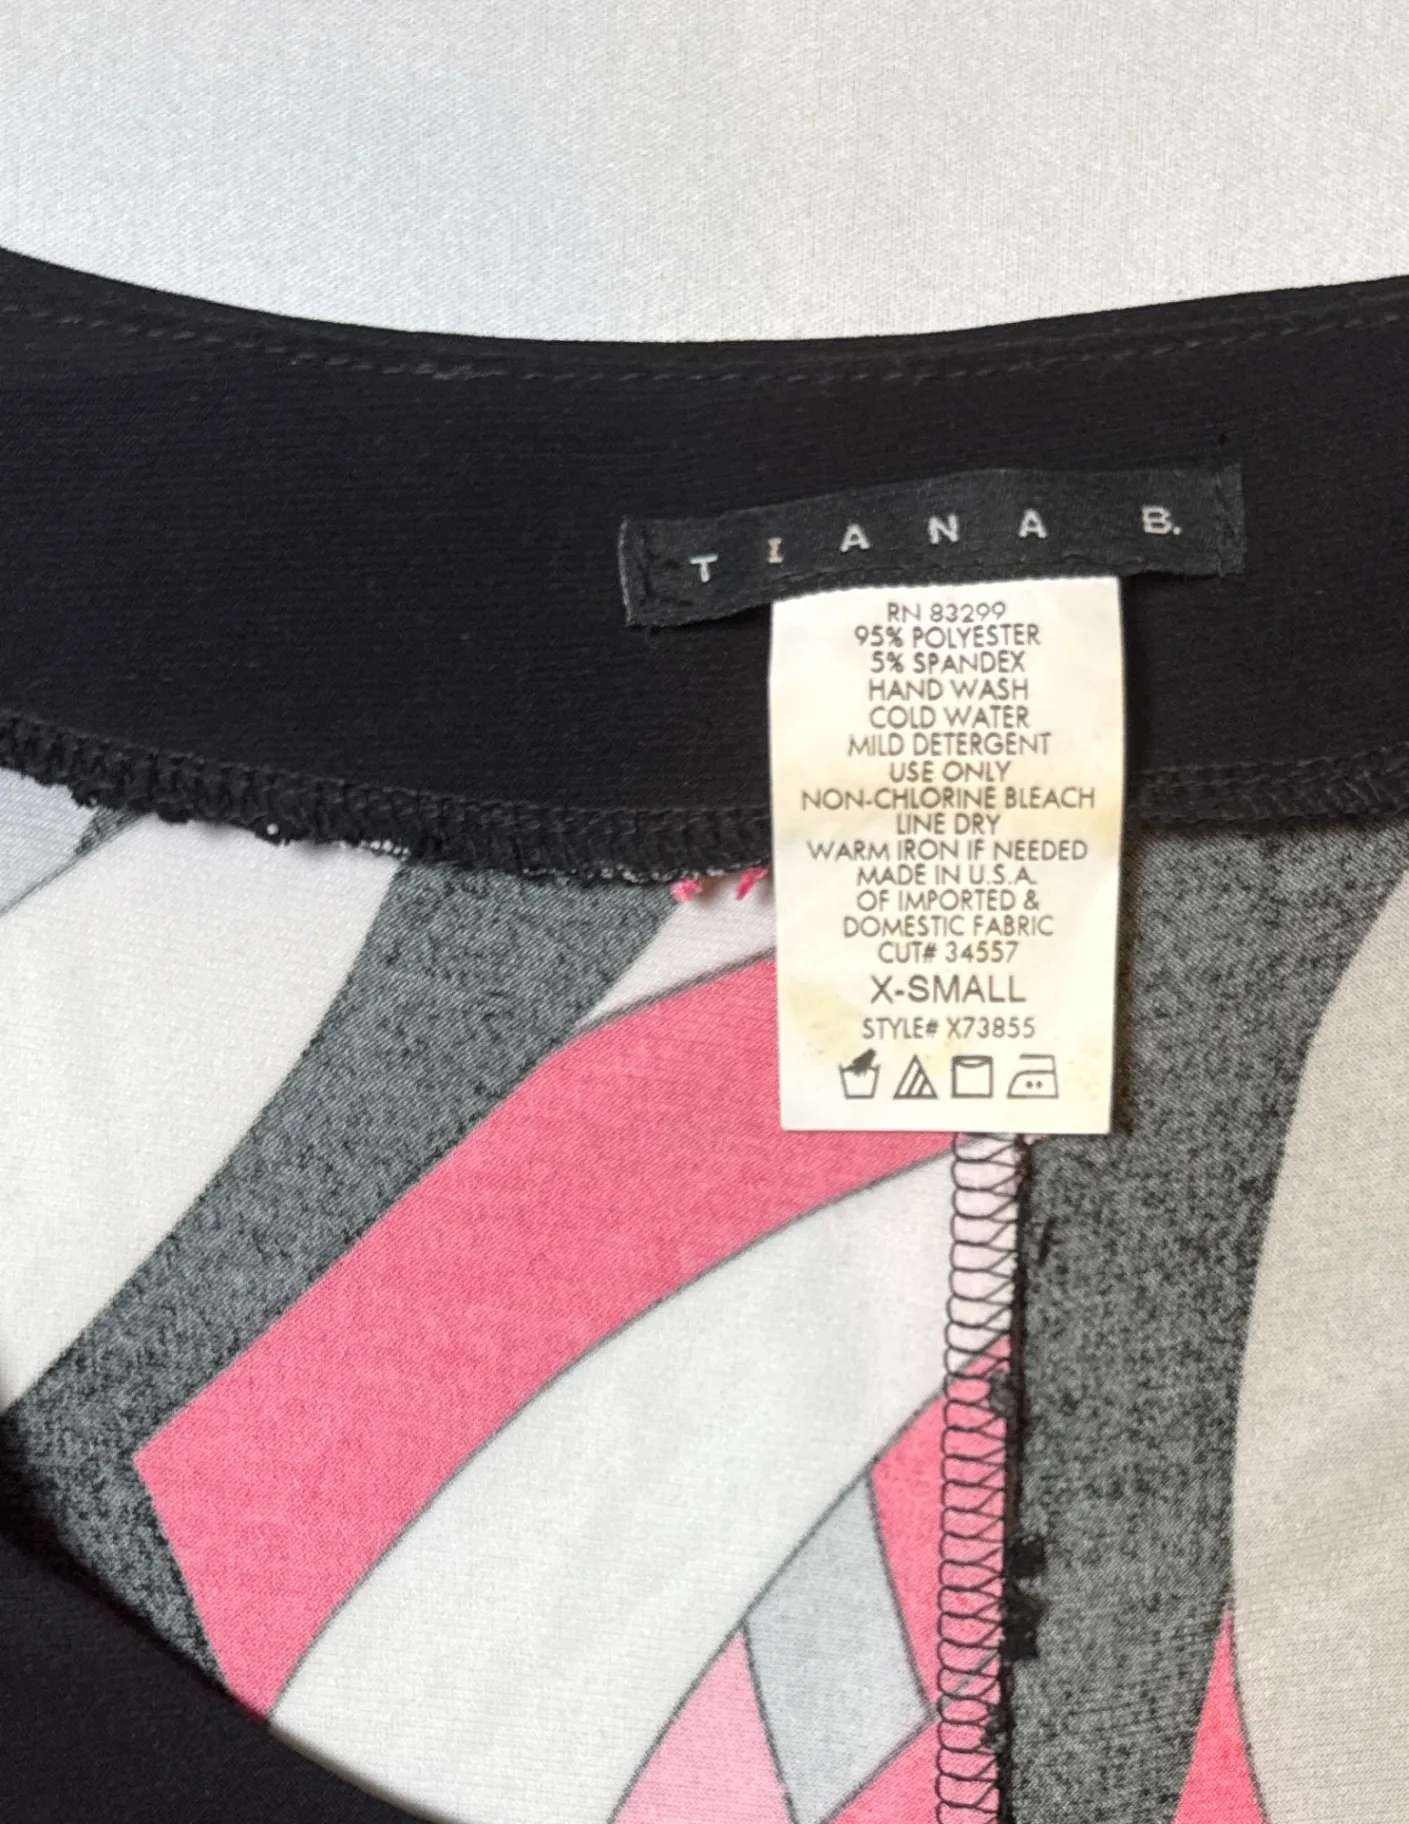 TIANA B.
RN 83299
95% POLYESTER
5% SPANDEX
HAND WASH
COLD WATER
MILD DETERGENT
USE ONLY
NON-CHLORINE BLEACH
LINE DRY
WARM IRON IF NEEDED
MADE IN U.S.A.
OF IMPORTED &
DOMESTIC FABRIC
CUT# 34557
X-SMALL
STYLE# X73855